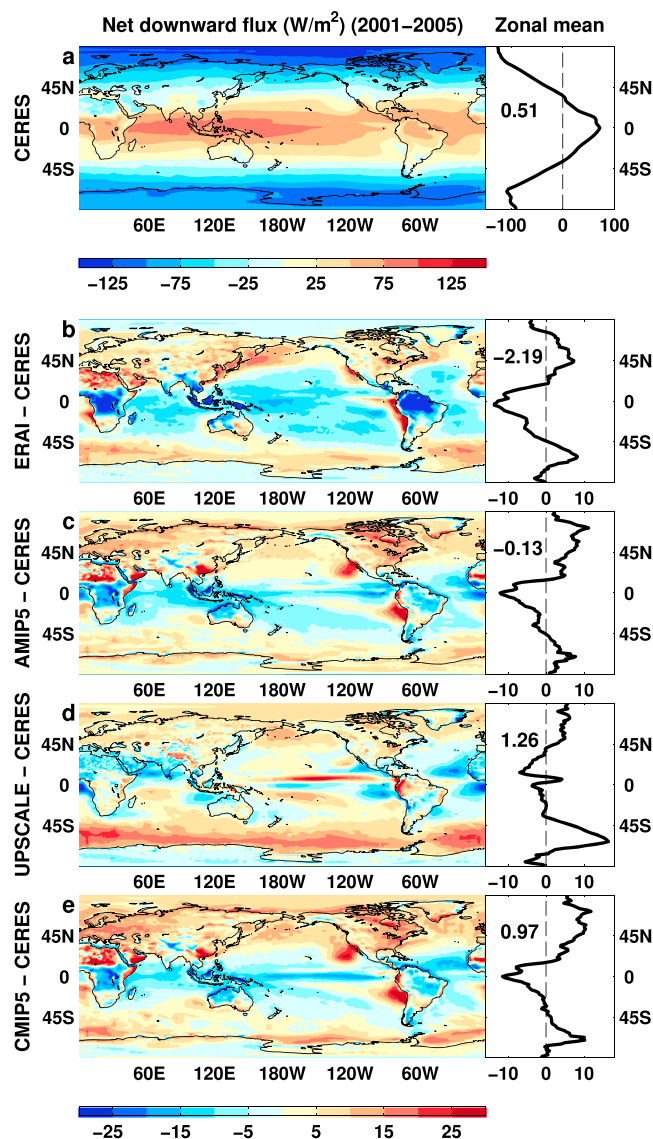 Net downward flux (W/m²) (2001−2005) Zonal mean
a
CERES
45N
0
45S
0.51
45N
0
45S
60E 120E 180W 120W 60W
−100 0 100
−125 −75 −25 25 75 125
b
ERAI − CERES
45N
0
45S
−2.19
45N
0
45S
60E 120E 180W 120W 60W
−10 0 10
c
AMIP5 − CERES
45N
0
45S
−0.13
45N
0
45S
60E 120E 180W 120W 60W
−10 0 10
d
UPSCALE − CERES
45N
0
45S
1.26
45N
0
45S
60E 120E 180W 120W 60W
−10 0 10
e
CMIP5 − CERES
45N
0
45S
0.97
45N
0
45S
60E 120E 180W 120W 60W
−10 0 10
−25 −15 −5 5 15 25